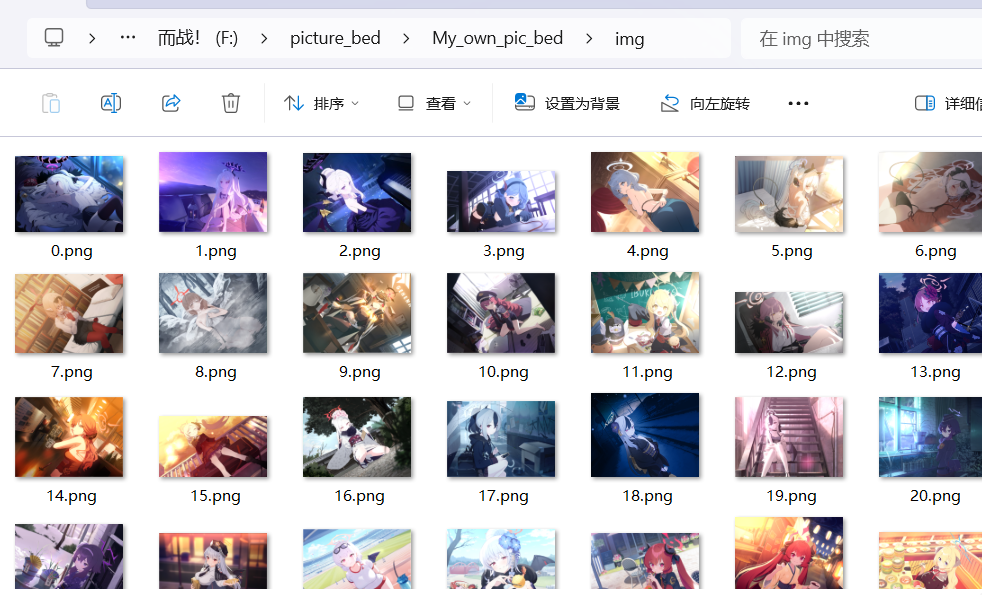 而战！ (F:) picture_bed My_own_pic_bed img 在 img 中搜索
排序 查看 设置为背景 向左旋转 详细信
0.png 1.png 2.png 3.png 4.png 5.png 6.png
7.png 8.png 9.png 10.png 11.png 12.png 13.png
14.png 15.png 16.png 17.png 18.png 19.png 20.png